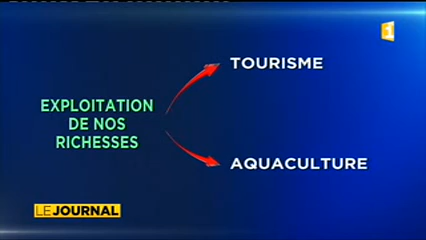 1
TOURISME
EXPLOITATION
DE NOS
RICHESSES
AQUACULTURE
LE JOURNAL